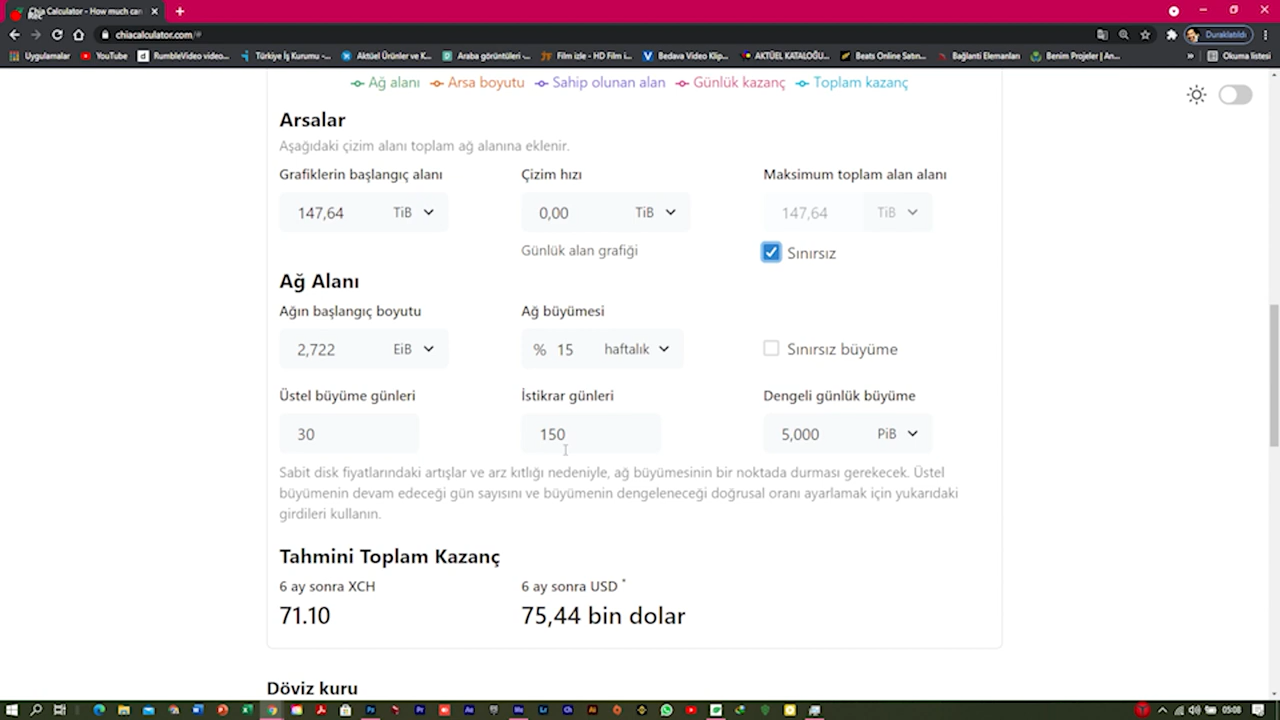 Chia Calculator - How much can
Rec
chiacalculator.com/#
Duraklatıldı
Uygulamalar
YouTube
RumbleVideo video...
Türkiye İş Kurumu -...
Aktüel Ürünler ve K...
Araba görüntüleri -...
Film izle - HD Film i...
Bedava Video Klip...
AKTÜEL KATALOĞU...
Beats Online Satın...
Bağlanti Elemanları
Benim Projeler | An...
»
Okuma listesi
Ağ alanı
Arsa boyutu
Sahip olunan alan
Günlük kazanç
Toplam kazanç
Arsalar
Aşağıdaki çizim alanı toplam ağ alanına eklenir.
Grafiklerin başlangıç alanı
Çizim hızı
Maksimum toplam alan alanı
147,64 TiB
0,00 TiB
147,64 TiB
Günlük alan grafiği
Sınırsız
Ağ Alanı
Ağın başlangıç boyutu
Ağ büyümesi
2,722 EiB
% 15 haftalık
Sınırsız büyüme
Üstel büyüme günleri
İstikrar günleri
Dengeli günlük büyüme
30
150
5,000 PiB
Sabit disk fiyatlarındaki artışlar ve arz kıtlığı nedeniyle, ağ büyümesinin bir noktada durması gerekecek. Üstel
büyümenin devam edeceği gün sayısını ve büyümenin dengeleneceği doğrusal oranı ayarlamak için yukarıdaki
girdileri kullanın.
Tahmini Toplam Kazanç
6 ay sonra XCH
6 ay sonra USD *
71.10
75,44 bin dolar
Döviz kuru
05:08